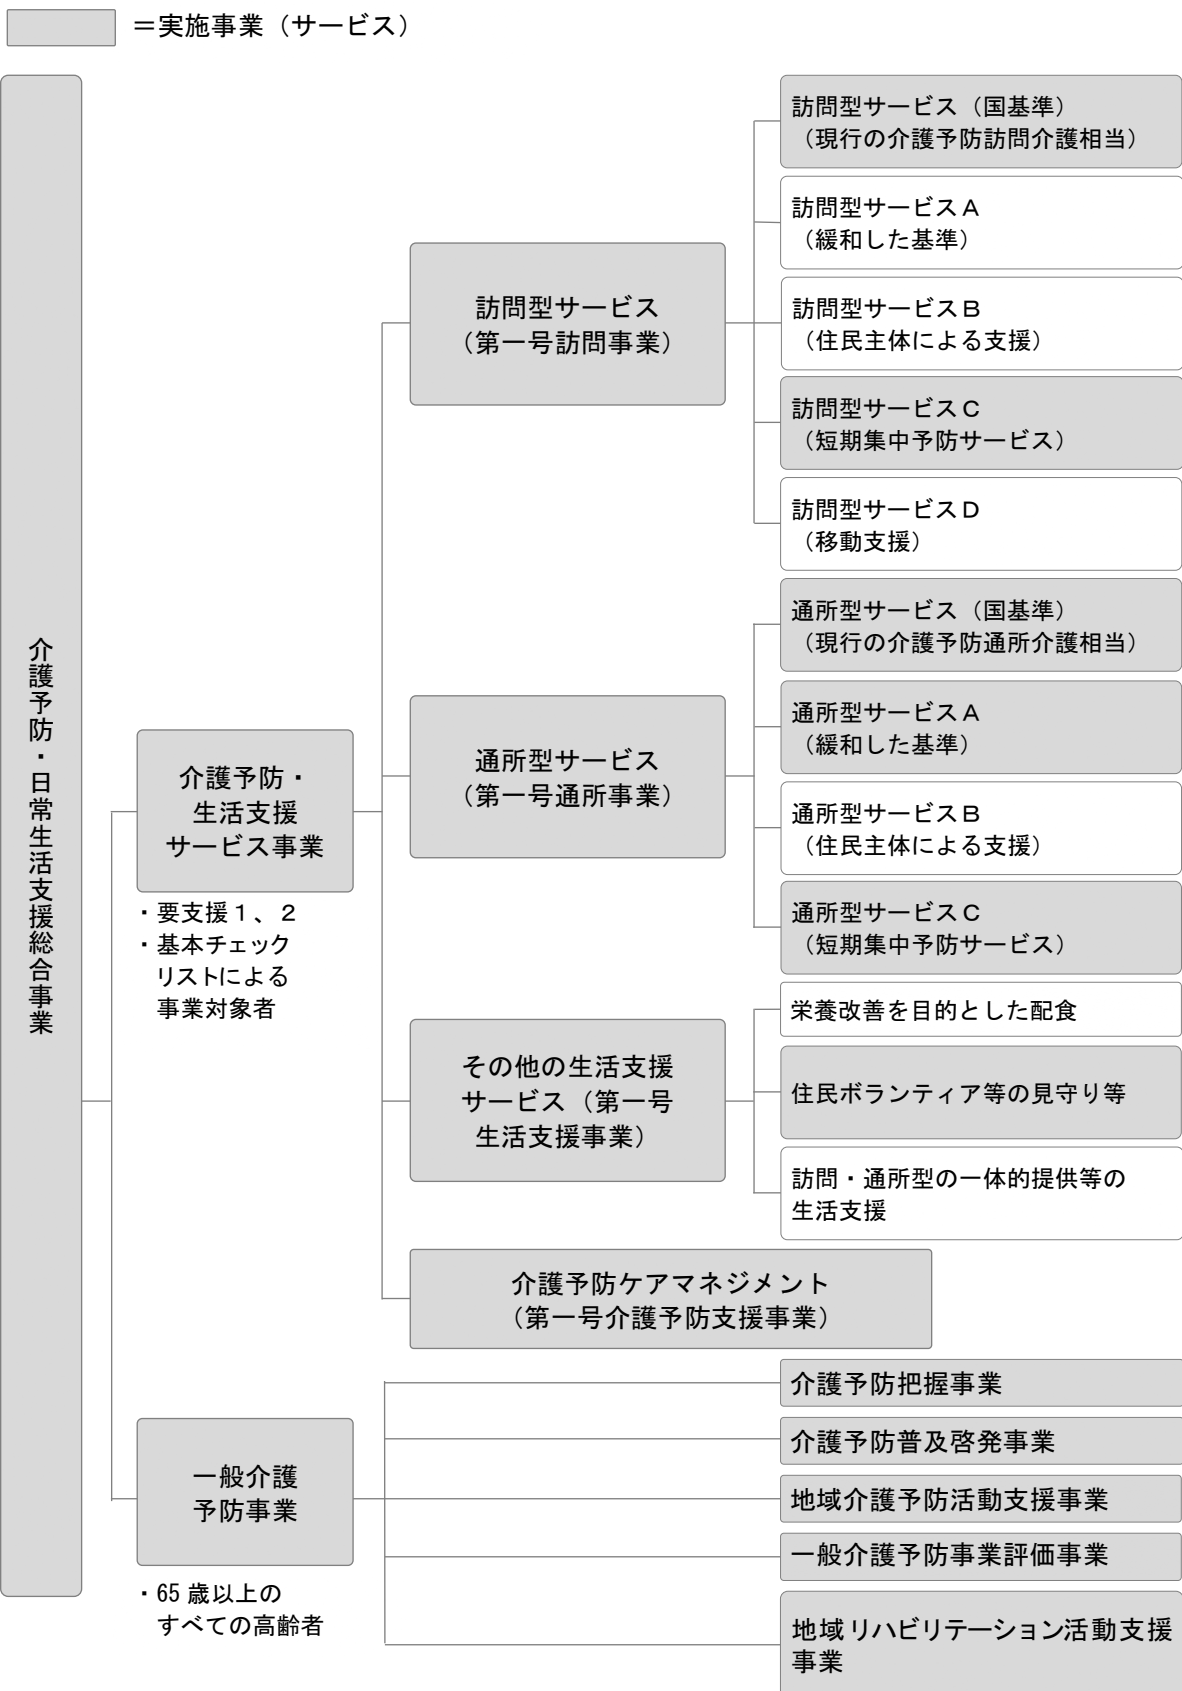 ＝実施事業（サービス）
介護予防・日常生活支援総合事業
介護予防・
生活支援
サービス事業
・要支援１、２
・基本チェック
リストによる
事業対象者
訪問型サービス
（第一号訪問事業）
訪問型サービス（国基準）
（現行の介護予防訪問介護相当）
訪問型サービスＡ
（緩和した基準）
訪問型サービスＢ
（住民主体による支援）
訪問型サービスＣ
（短期集中予防サービス）
訪問型サービスＤ
（移動支援）
通所型サービス
（第一号通所事業）
通所型サービス（国基準）
（現行の介護予防通所介護相当）
通所型サービスＡ
（緩和した基準）
通所型サービスＢ
（住民主体による支援）
通所型サービスＣ
（短期集中予防サービス）
その他の生活支援
サービス（第一号
生活支援事業）
栄養改善を目的とした配食
住民ボランティア等の見守り等
訪問・通所型の一体的提供等の
生活支援
介護予防ケアマネジメント
（第一号介護予防支援事業）
一般介護
予防事業
・65 歳以上の
すべての高齢者
介護予防把握事業
介護予防普及啓発事業
地域介護予防活動支援事業
一般介護予防事業評価事業
地域リハビリテーション活動支援
事業